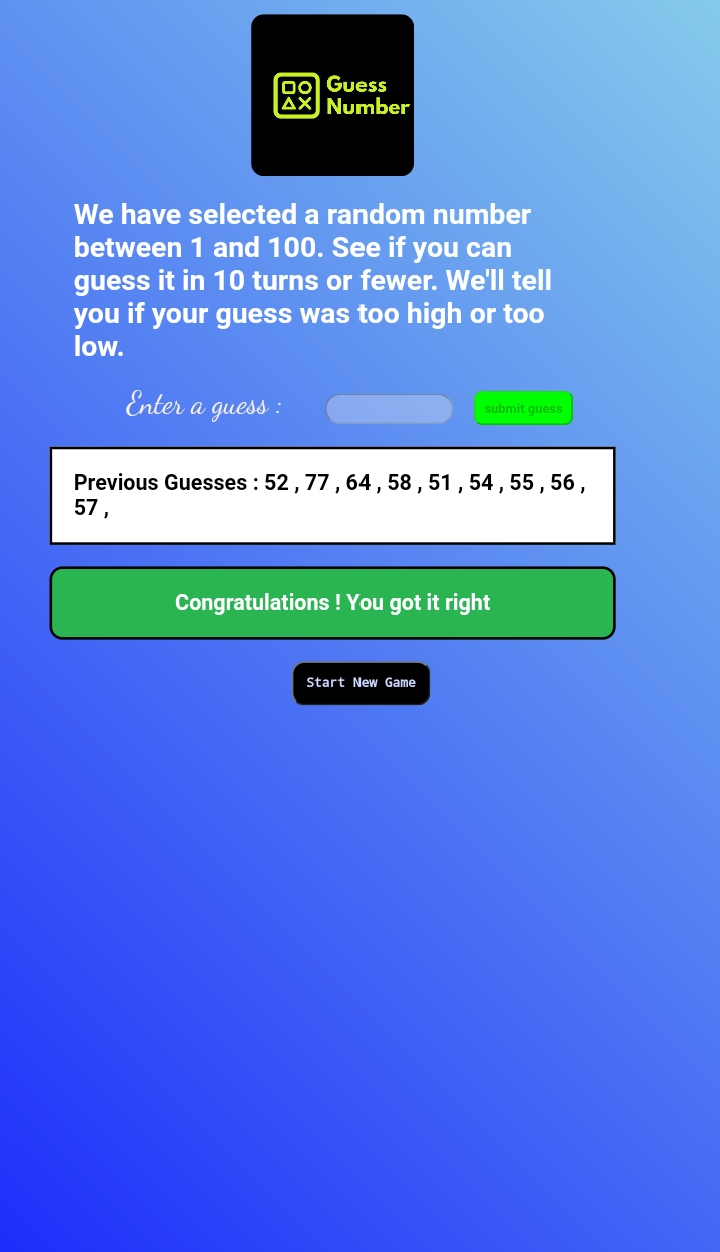 Guess
Number
We have selected a random number
between 1 and 100. See if you can
guess it in 10 turns or fewer. We'll tell
you if your guess was too high or too
low.
Enter a guess :
submit guess
Previous Guesses : 52 , 77 , 64 , 58 , 51 , 54 , 55 , 56 ,
57 ,
Congratulations ! You got it right
Start New Game